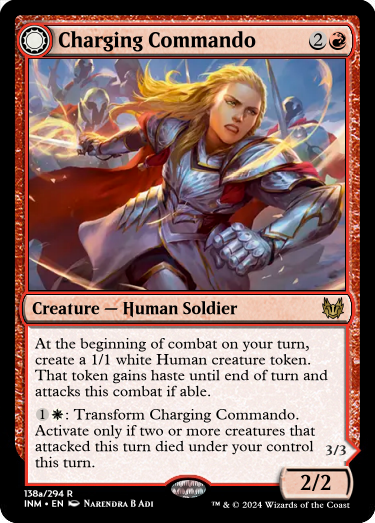 Charging Commando 2
Creature — Human Soldier
At the beginning of combat on your turn,
create a 1/1 white Human creature token.
That token gains haste until end of turn and
attacks this combat if able.
1 : Transform Charging Commando.
Activate only if two or more creatures that
attacked this turn died under your control
this turn.
3/3
2/2
138a/294 R
INM • EN Narendra B Adi
™ & © 2024 Wizards of the Coast